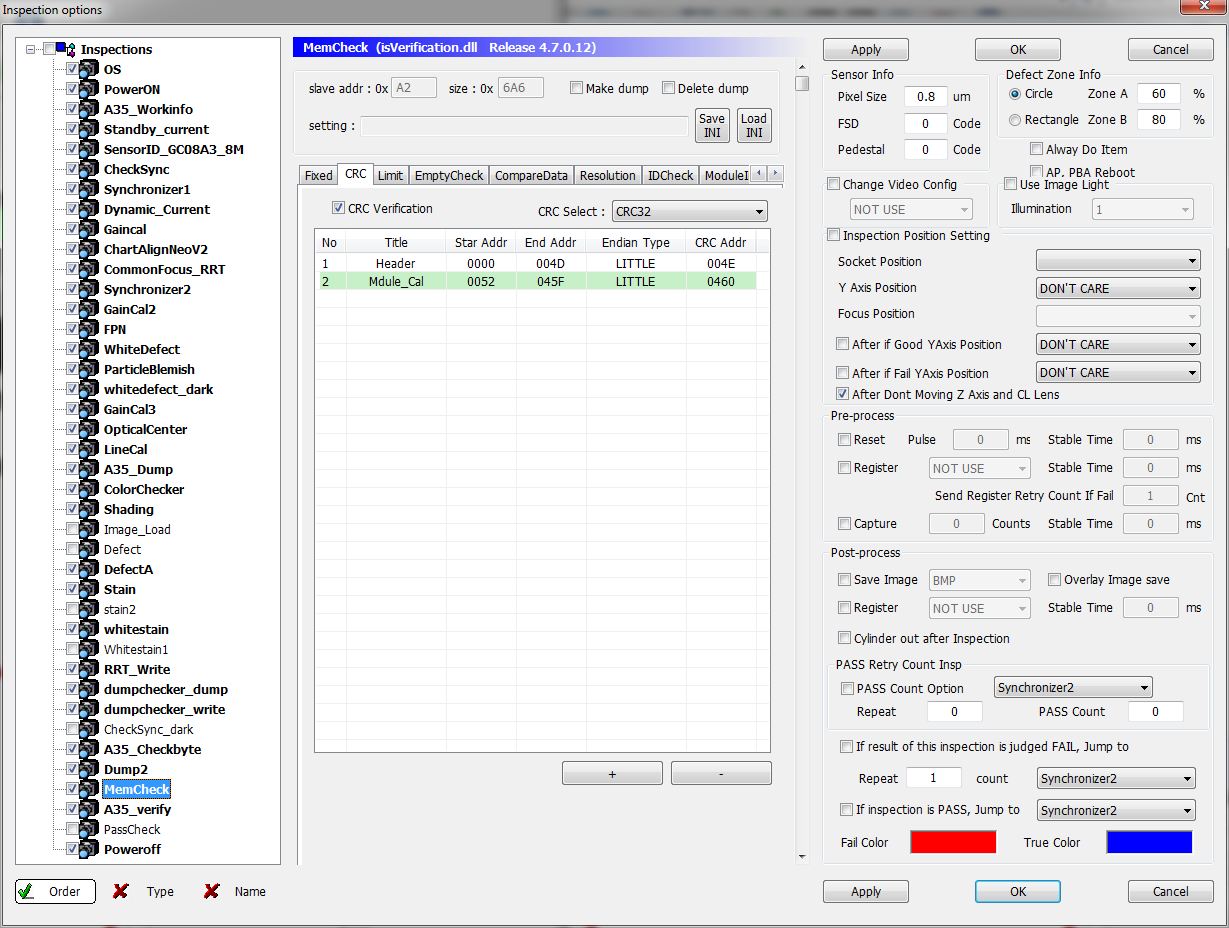 Inspection options
x
Inspections
OS
PowerON
A35_Workinfo
Standby_current
SensorID_GC08A3_8M
CheckSync
Synchronizer1
Dynamic_Current
Gaincal
ChartAlignNeoV2
CommonFocus_RRT
Synchronizer2
GainCal2
FPN
WhiteDefect
ParticleBlemish
whitedefect_dark
GainCal3
OpticalCenter
LineCal
A35_Dump
ColorChecker
Shading
Image_Load
Defect
DefectA
Stain
stain2
whitestain
Whitestain1
RRT_Write
dumpchecker_dump
dumpchecker_write
CheckSync_dark
A35_Checkbyte
Dump2
MemCheck
A35_verify
PassCheck
Poweroff
Order Type Name
MemCheck (isVerification.dll Release 4.7.0.12)
slave addr : 0x A2 size : 0x 6A6 Make dump Delete dump
setting : Save INI Load INI
Fixed CRC Limit EmptyCheck CompareData Resolution IDCheck ModuleI
CRC Verification CRC Select : CRC32
No Title Star Addr End Addr Endian Type CRC Addr
1 Header 0000 004D LITTLE 004E
2 Mdule_Cal 0052 045F LITTLE 0460
+ -
Apply OK Cancel
Sensor Info
Pixel Size 0.8 um
FSD 0 Code
Pedestal 0 Code
Defect Zone Info
Circle Zone A 60 %
Rectangle Zone B 80 %
Alway Do Item
AP. PBA Reboot
Change Video Config
NOT USE
Use Image Light
Illumination 1
Inspection Position Setting
Socket Position
Y Axis Position DON'T CARE
Focus Position
After if Good YAxis Position DON'T CARE
After if Fail YAxis Position DON'T CARE
After Dont Moving Z Axis and CL Lens
Pre-process
Reset Pulse 0 ms Stable Time 0 ms
Register NOT USE Stable Time 0 ms
Send Register Retry Count If Fail 1 Cnt
Capture 0 Counts Stable Time 0 ms
Post-process
Save Image BMP Overlay Image save
Register NOT USE Stable Time 0 ms
Cylinder out after Inspection
PASS Retry Count Insp
PASS Count Option Synchronizer2
Repeat 0 PASS Count 0
If result of this inspection is judged FAIL, Jump to
Repeat 1 count Synchronizer2
If inspection is PASS, Jump to Synchronizer2
Fail Color True Color
Apply OK Cancel